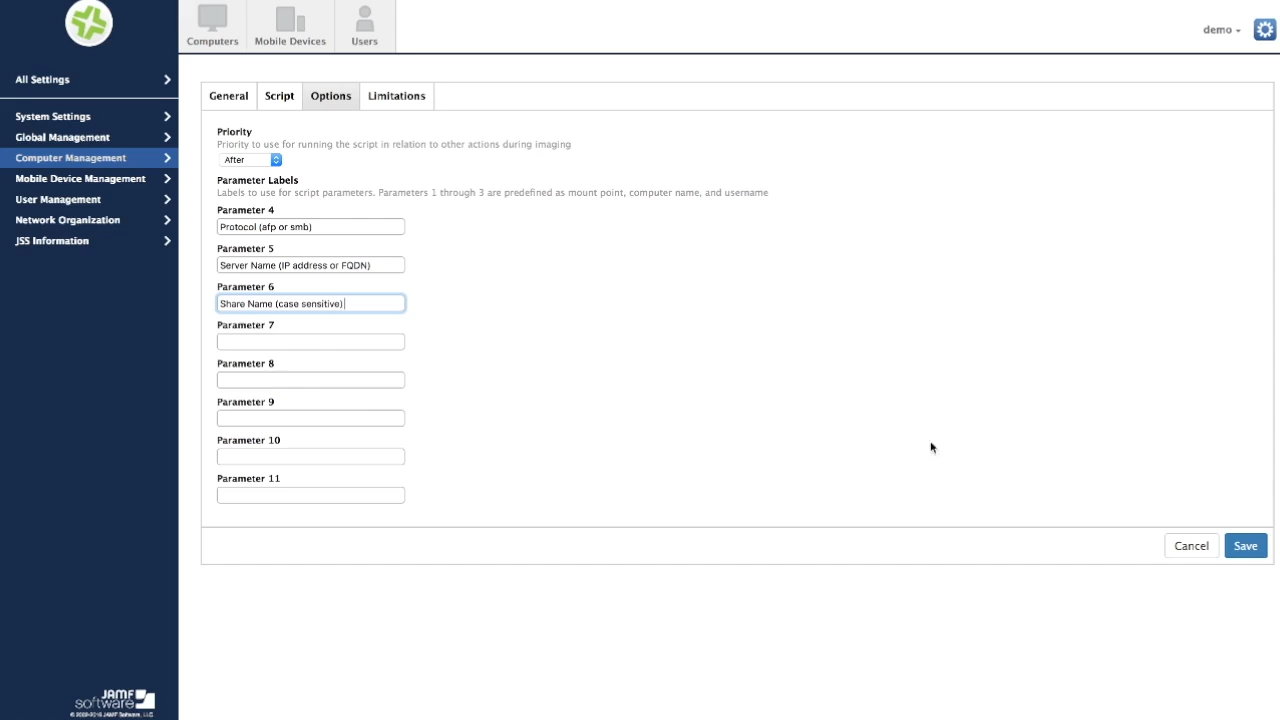 Computers
Mobile Devices
Users
demo
All Settings
System Settings
Global Management
Computer Management
Mobile Device Management
User Management
Network Organization
JSS Information
General
Script
Options
Limitations
Priority
Priority to use for running the script in relation to other actions during imaging
After
Parameter Labels
Labels to use for script parameters. Parameters 1 through 3 are predefined as mount point, computer name, and username
Parameter 4
Protocol (afp or smb)
Parameter 5
Server Name (IP address or FQDN)
Parameter 6
Share Name (case sensitive)
Parameter 7
Parameter 8
Parameter 9
Parameter 10
Parameter 11
Cancel
Save
JAMF
software
JAMF Software, LLC